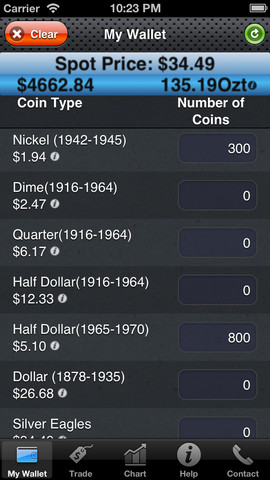 Carrier 10:23 PM
Clear My Wallet
Spot Price: $34.49
$4662.84 135.19Ozt
Coin Type Number of Coins
Nickel (1942-1945)
$1.94 300
Dime(1916-1964)
$2.47 0
Quarter(1916-1964)
$6.17 0
Half Dollar(1916-1964)
$12.33 0
Half Dollar(1965-1970)
$5.10 800
Dollar (1878-1935)
$26.68 0
Silver Eagles
0
My Wallet Trade Chart Help Contact